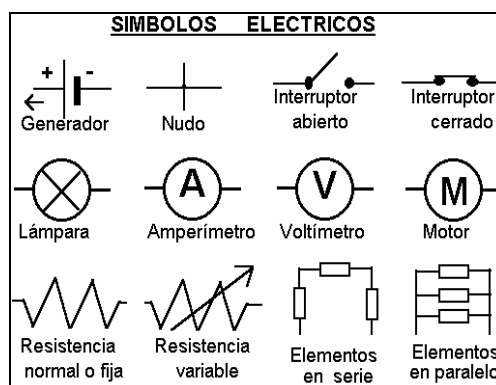 SIMBOLOS ELECTRICOS
+ -
Generador
Nudo
Interruptor
abierto
Interruptor
cerrado
A
V
M
Lámpara
Amperímetro
Voltímetro
Motor
Resistencia
normal o fija
Resistencia
variable
Elementos
en serie
Elementos
en paralelo